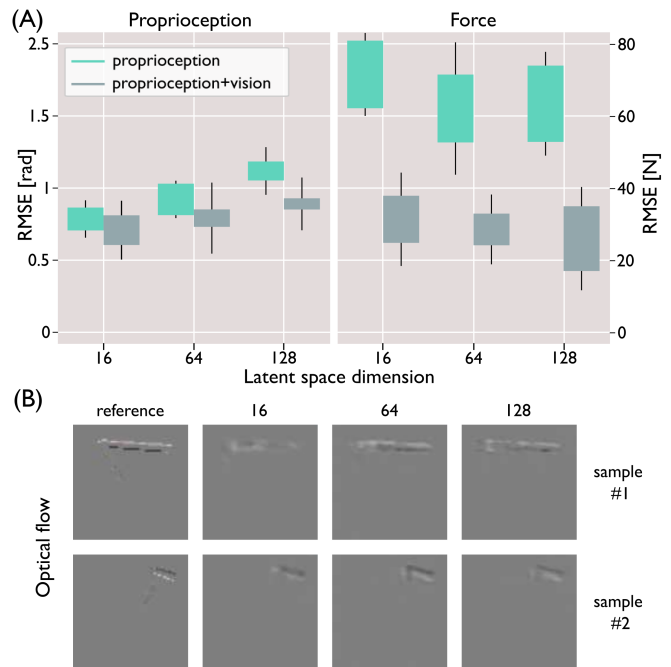 (A)
Proprioception
Force
proprioception
proprioception+vision
RMSE [rad]
2.5
1.5
1
0.5
0
80
60
40
20
0
RMSE [N]
16
64
128
16
64
128
Latent space dimension
(B)
reference
16
64
128
Optical flow
sample
#1
sample
#2